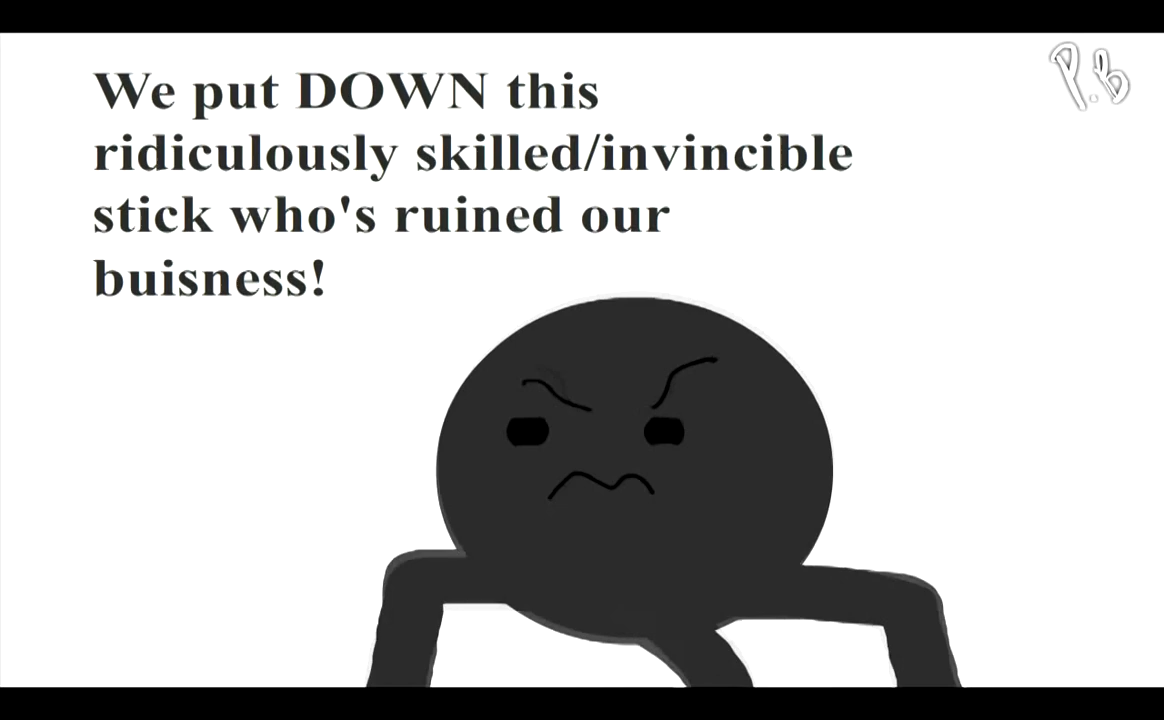 We put DOWN this
ridiculously skilled/invincible
stick who's ruined our
buisness!
P.B